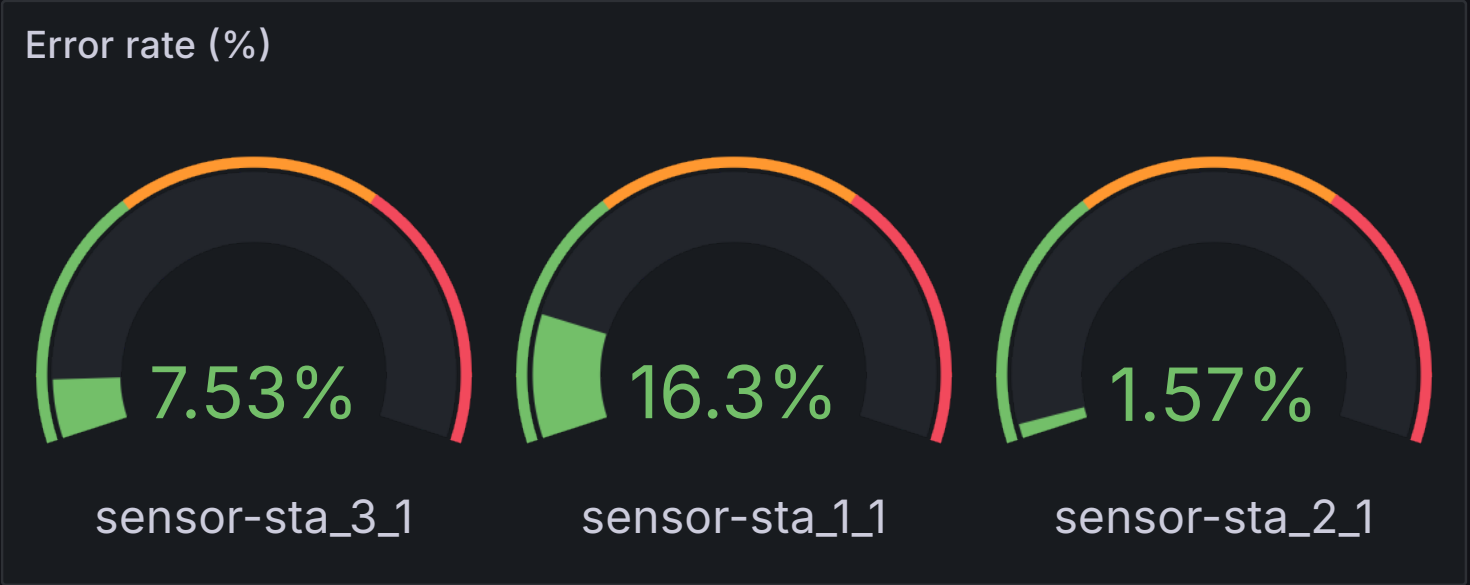 Error rate (%)
7.53%
16.3%
1.57%
sensor-sta_3_1
sensor-sta_1_1
sensor-sta_2_1